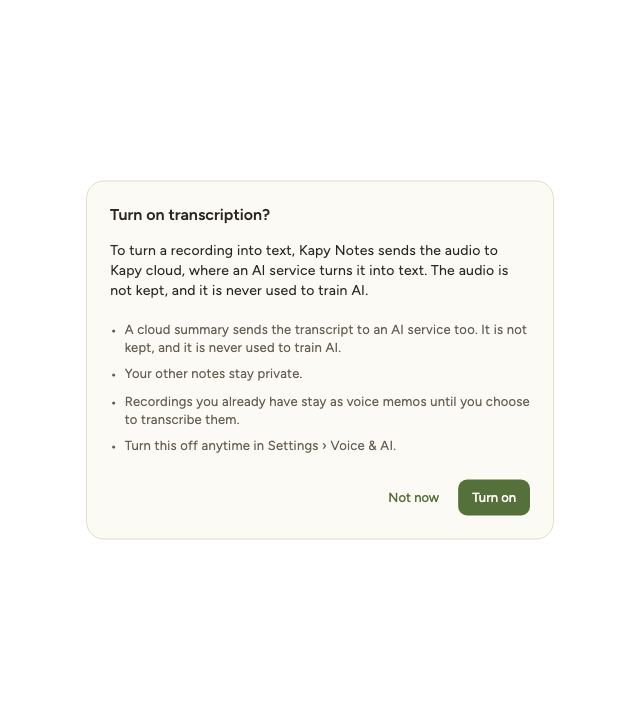 Turn on transcription?
To turn a recording into text, Kapy Notes sends the audio to
Kapy cloud, where an AI service turns it into text. The audio is
not kept, and it is never used to train AI.
• A cloud summary sends the transcript to an AI service too. It is not
kept, and it is never used to train AI.
• Your other notes stay private.
• Recordings you already have stay as voice memos until you choose
to transcribe them.
• Turn this off anytime in Settings › Voice & AI.
Not now
Turn on